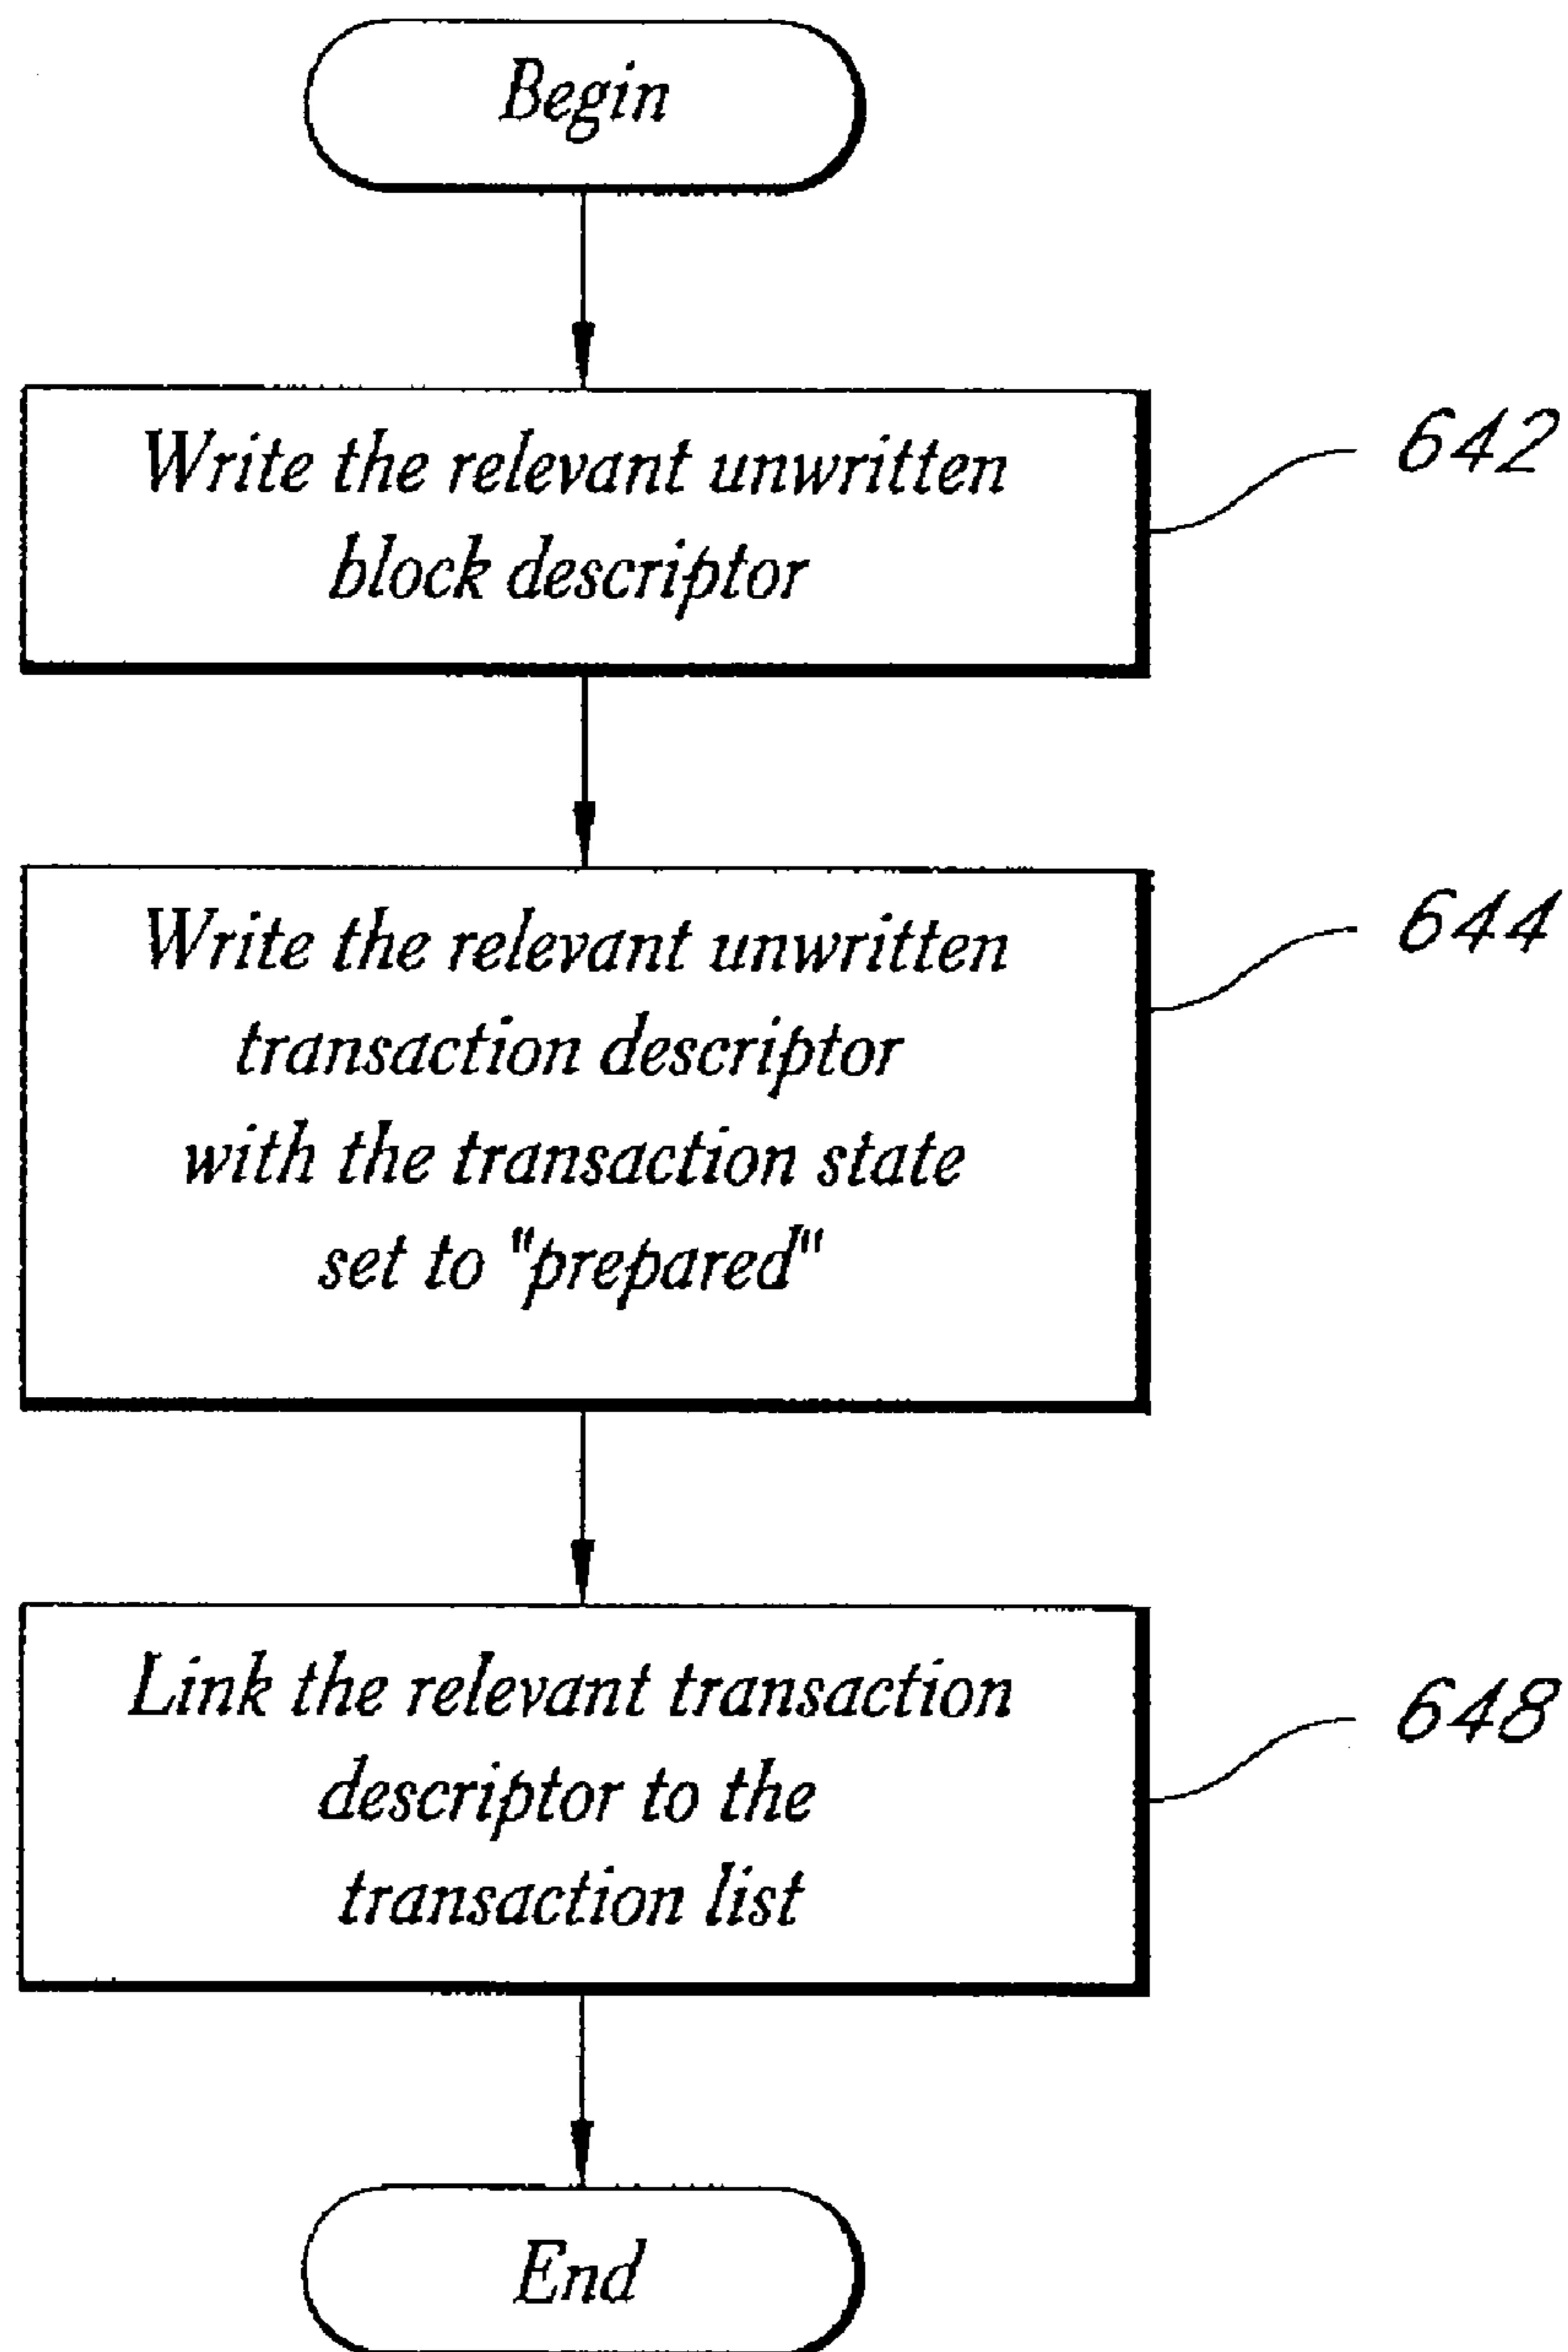 Begin
Write the relevant unwritten
block descriptor
642
Write the relevant unwritten
transaction descriptor
with the transaction state
set to "prepared"
644
Link the relevant transaction
descriptor to the
transaction list
648
End